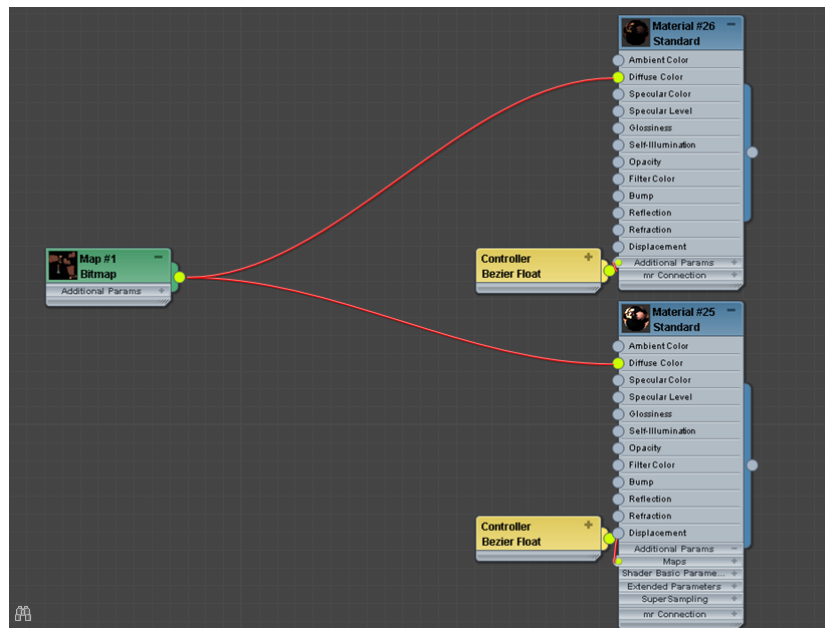 Material #26
Standard
Ambient Color
Diffuse Color
Specular Color
Specular Level
Glossiness
Self-Illumination
Opacity
Filter Color
Bump
Reflection
Refraction
Displacement
Additional Params
mr Connection
Map #1
Bitmap
Additional Params
Controller
Bezier Float
Material #25
Standard
Ambient Color
Diffuse Color
Specular Color
Specular Level
Glossiness
Self-Illumination
Opacity
Filter Color
Bump
Reflection
Refraction
Displacement
Additional Params
Maps
Shader Basic Parame...
Extended Parameters
SuperSampling
mr Connection
Controller
Bezier Float